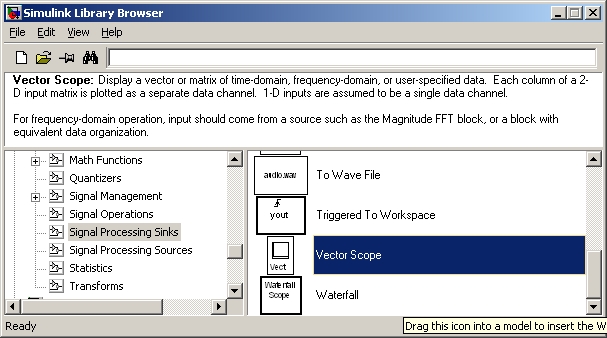 Simulink Library Browser
File Edit View Help
Vector Scope: Display a vector or matrix of time-domain, frequency-domain, or user-specified data. Each column of a 2-
D input matrix is plotted as a separate data channel. 1-D inputs are assumed to be a single data channel.
For frequency-domain operation, input should come from a source such as the Magnitude FFT block, or a block with
equivalent data organization.
Math Functions
Quantizers
Signal Management
Signal Operations
Signal Processing Sinks
Signal Processing Sources
Statistics
Transforms
audio.wav To Wave File
yout Triggered To Workspace
Vect Vector Scope
Waterfall
Scope Waterfall
Ready
Drag this icon into a model to insert the W